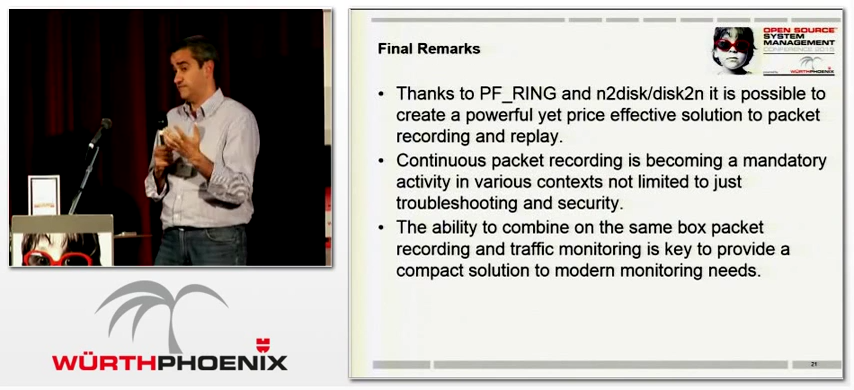 Final Remarks
OPEN SOURCE
SYSTEM
MANAGEMENT
CONFERENCE 2015
WÜRTHPHOENIX
• Thanks to PF_RING and n2disk/disk2n it is possible to
create a powerful yet price effective solution to packet
recording and replay.
• Continuous packet recording is becoming a mandatory
activity in various contexts not limited to just
troubleshooting and security.
• The ability to combine on the same box packet
recording and traffic monitoring is key to provide a
compact solution to modern monitoring needs.
21
WÜRTHPHOENIX